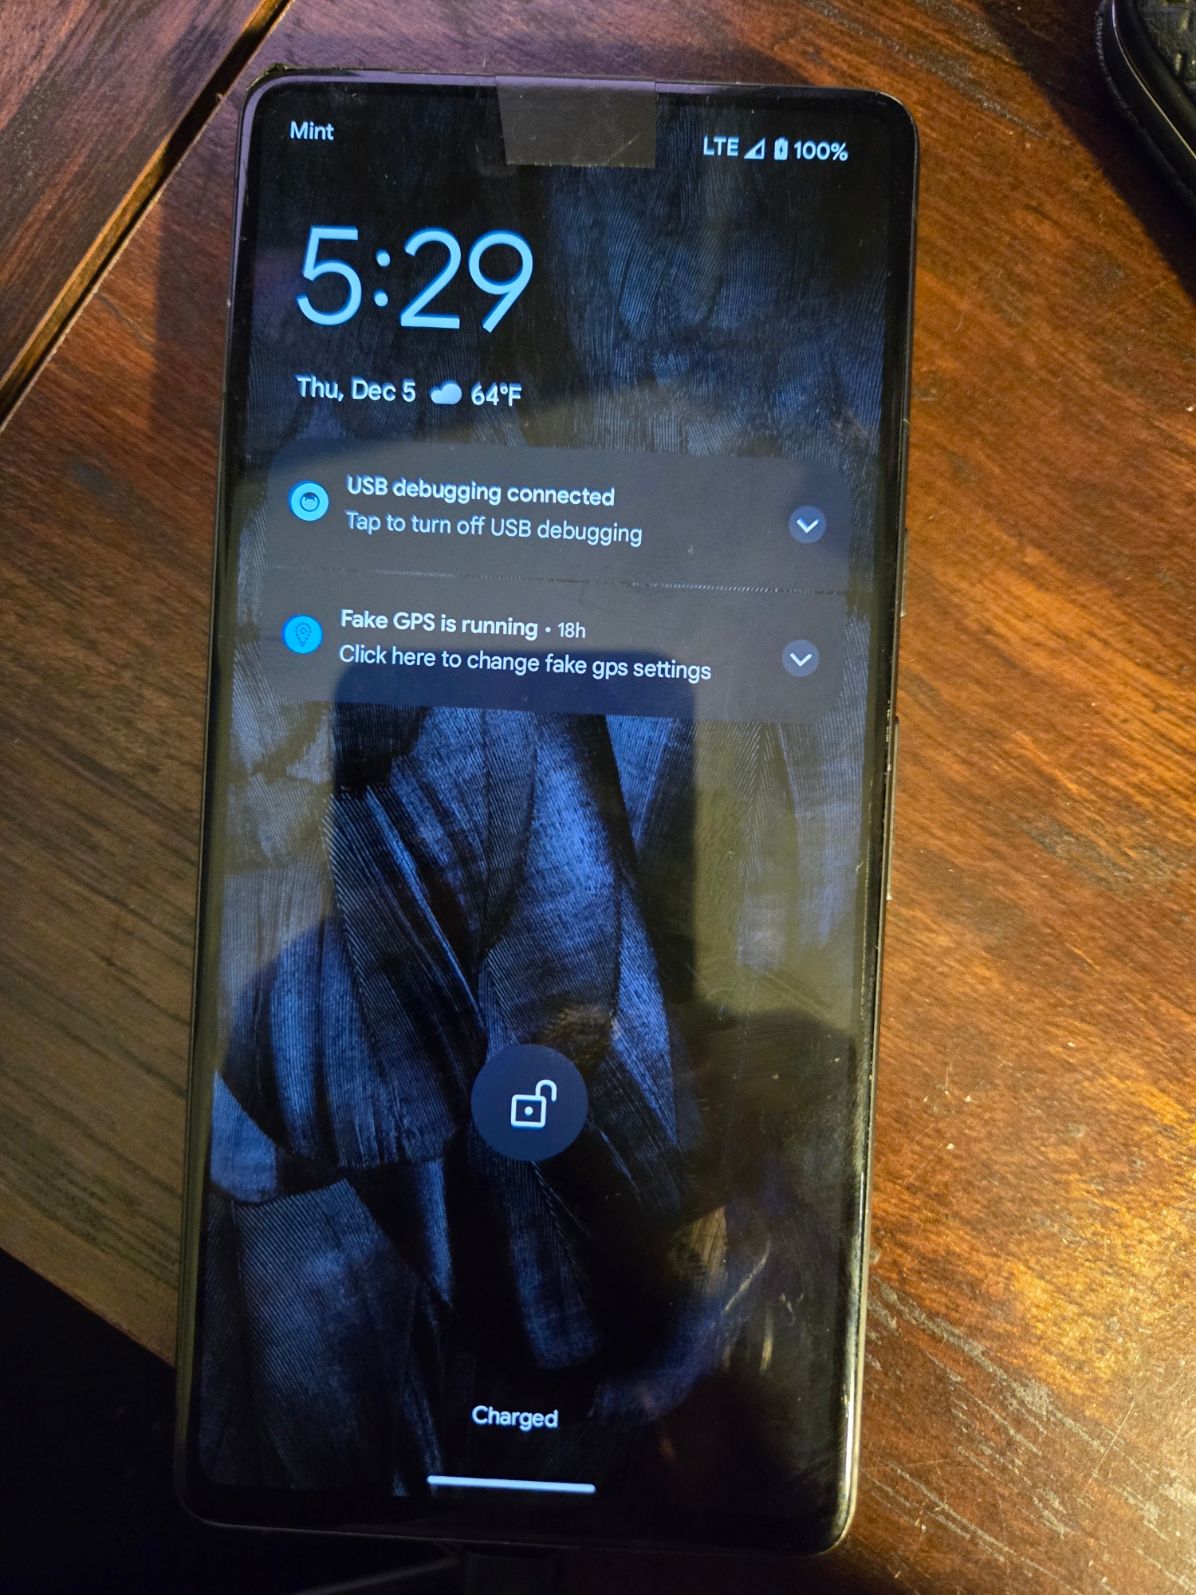 Mint
LTE 100%
5:29
Thu, Dec 5 64°F
USB debugging connected
Tap to turn off USB debugging
Fake GPS is running • 18h
Click here to change fake gps settings
Charged